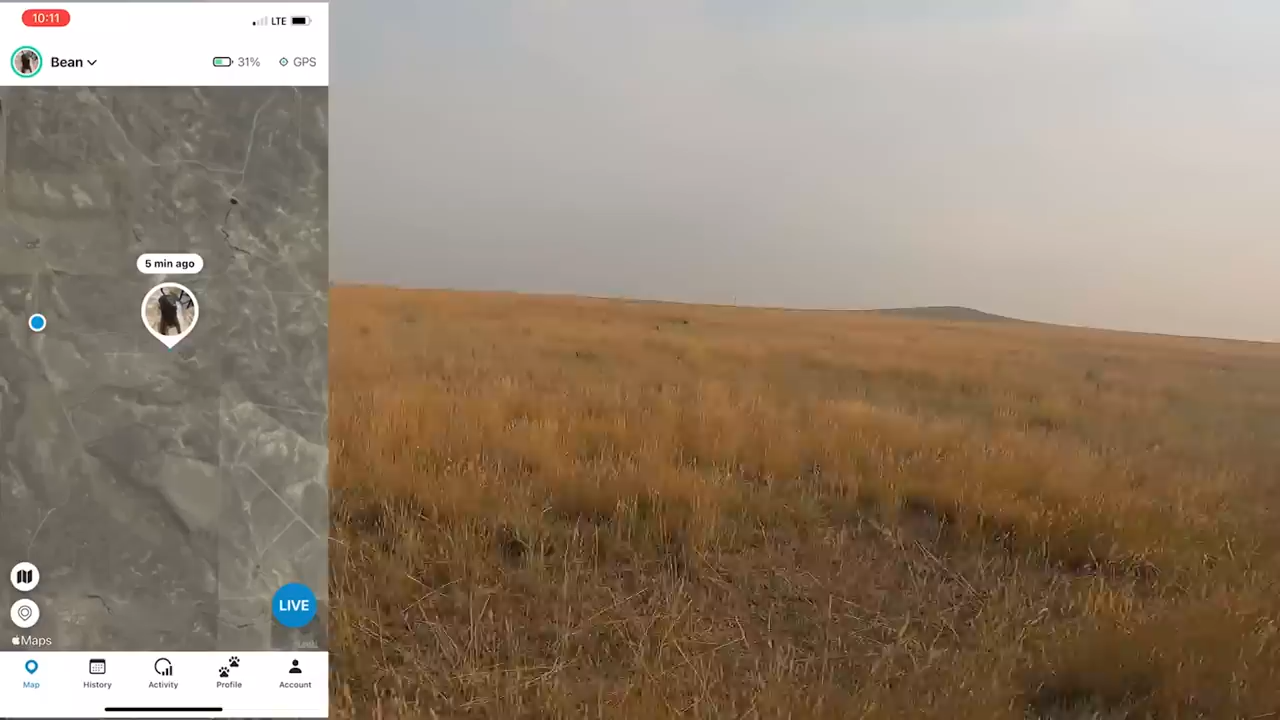 10:11
LTE
Bean
31%
GPS
5 min ago
LIVE
Maps
Map
History
Activity
Profile
Account